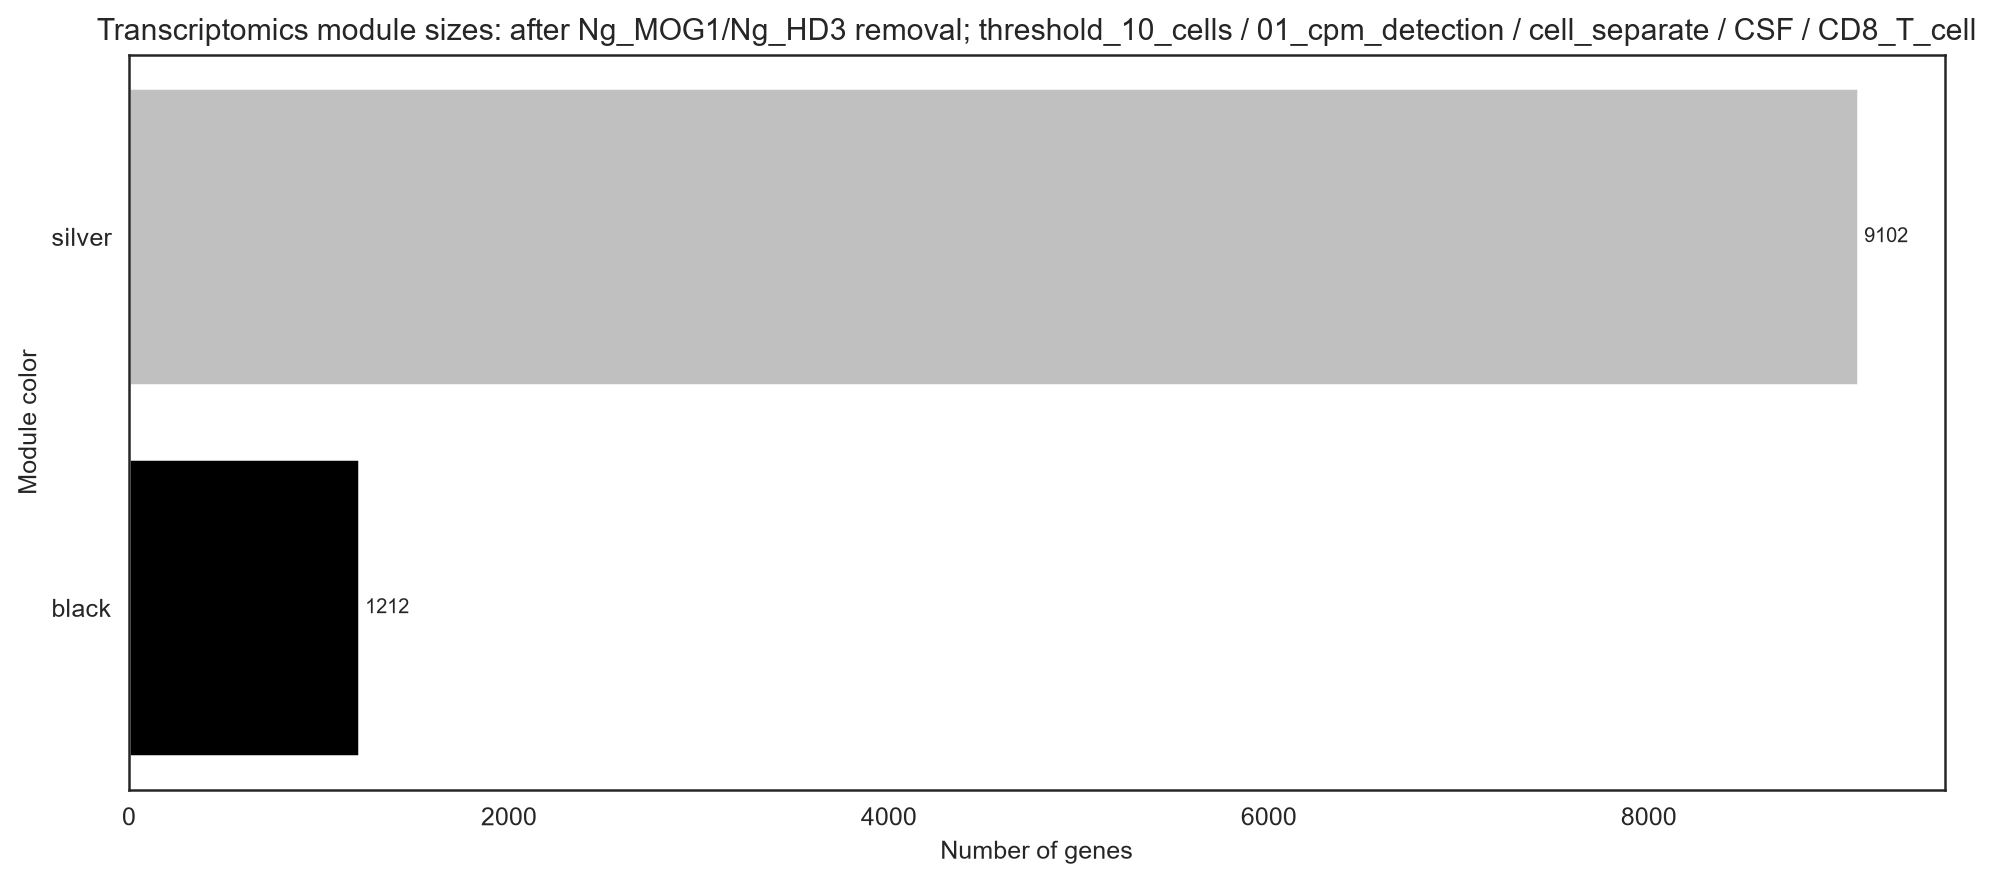 Transcriptomics module sizes: after Ng_MOG1/Ng_HD3 removal; threshold_10_cells / 01_cpm_detection / cell_separate / CSF / CD8_T_cell
silver
9102
Module color
black
1212
0 2000 4000 6000 8000
Number of genes